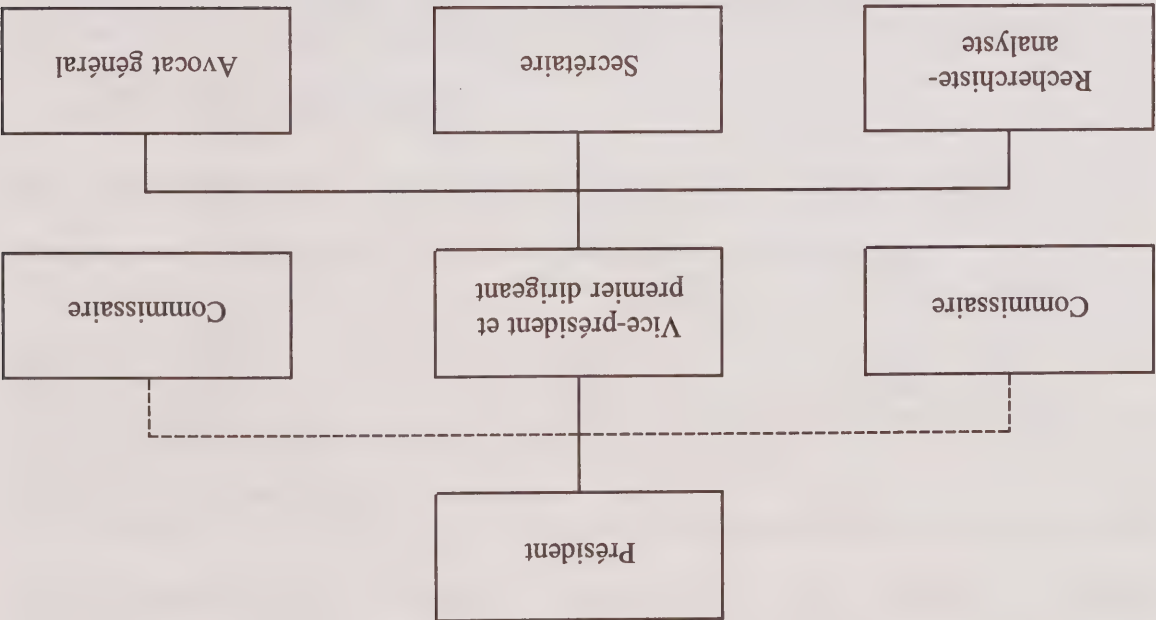 Président
Commissaire
Vice-président et
premier dirigeant
Commissaire
Recherchiste-
analyste
Secrétaire
Avocat général